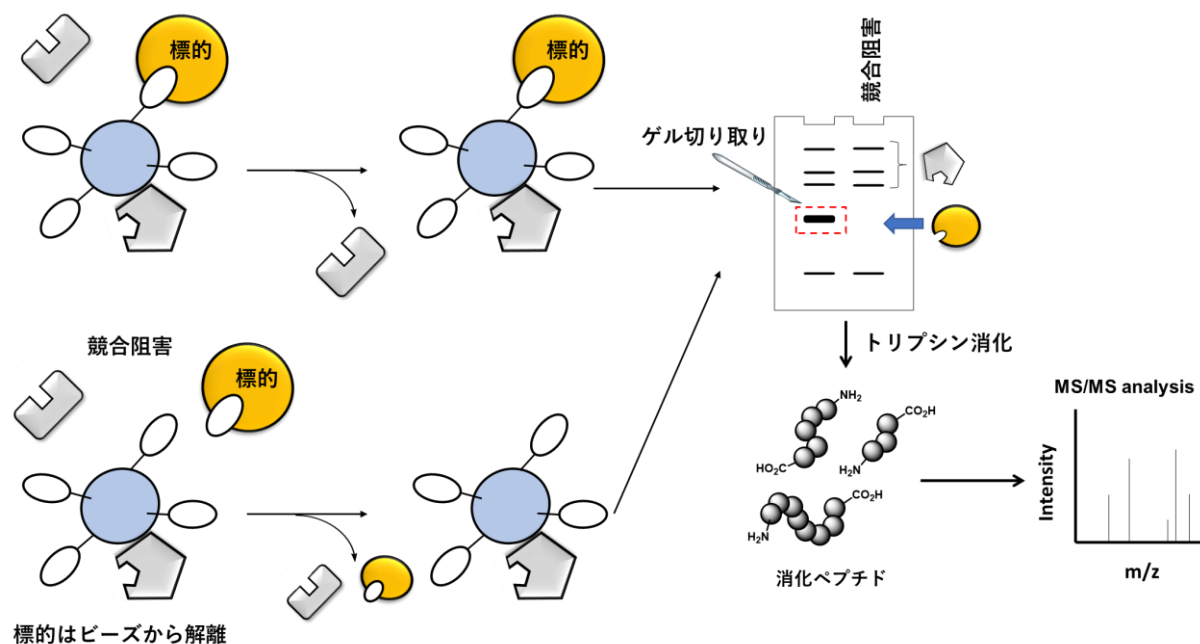 標的
標的
競合阻害
ゲル切り取り
トリプシン消化
競合阻害
標的
標的はビーズから解離
NH₂
HO₂C
CO₂H
H₂N
CO₂H
H₂N
消化ペプチド
MS/MS analysis
Intensity
m/z